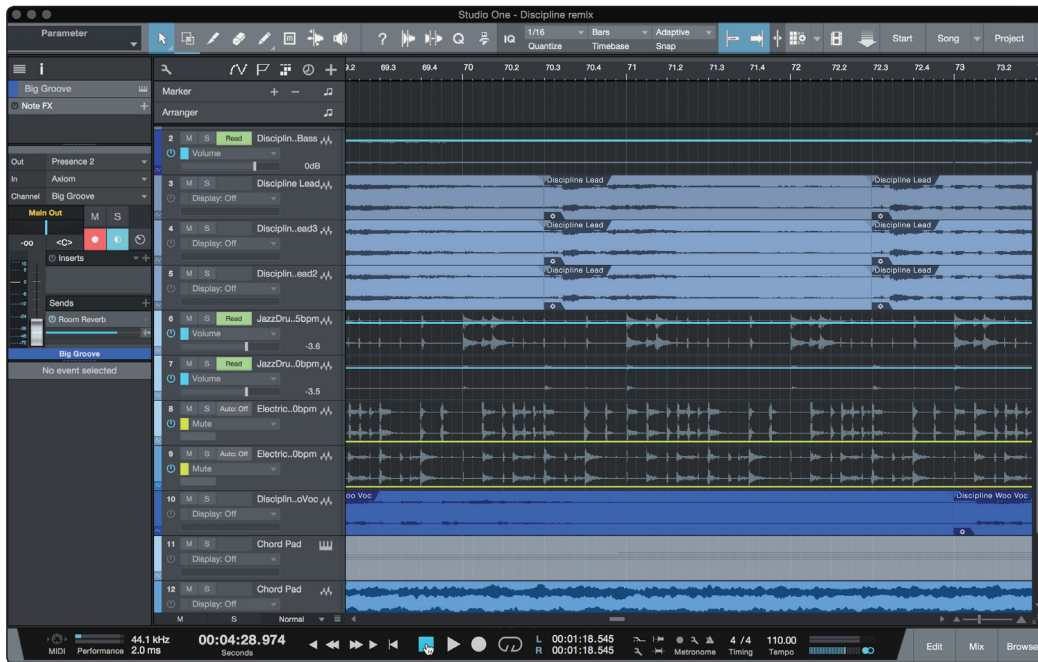 Studio One - Discipline remix
Parameter
IQ
1/16
Quantize
Bars
Timebase
Adaptive
Snap
Start
Song
Project
Big Groove
Note FX
Out Presence 2
In Axiom
Channel Big Groove
Main Out M S
-oo <C>
Inserts
Sends
Room Reverb
Big Groove
No event selected
3.2 69.3 69.4 70 70.2 70.3 70.4 71 71.2 71.3 71.4 72 72.2 72.3 72.4 73 73.2
Marker
Arranger
2 M S Read Disciplin..Bass
Volume
0dB
3 M S Discipline Lead
Display: Off
4 M S Disciplin..ead3
Display: Off
5 M S Disciplin..ead2
Display: Off
6 M S Read JazzDru..5bpm
Volume
-3.6
7 M S Read JazzDru..0bpm
Volume
-3.5
8 M S Auto: Off Electric..0bpm
Mute
9 M S Auto: Off Electric..0bpm
Mute
10 M S Disciplin..oVoc
Display: Off
11 M S Chord Pad
Display: Off
12 M S Chord Pad
Display: Off
M S Normal
Discipline Lead Discipline Lead
Discipline Lead Discipline Lead
Discipline Lead Discipline Lead
oo Voc Discipline Woo Voc
MIDI
Performance
44.1 kHz
2.0 ms
00:04:28.974
Seconds
L 00:01:18.545
R 00:01:18.545
Metronome
4 / 4
Timing
110.00
Tempo
Edit
Mix
Browse